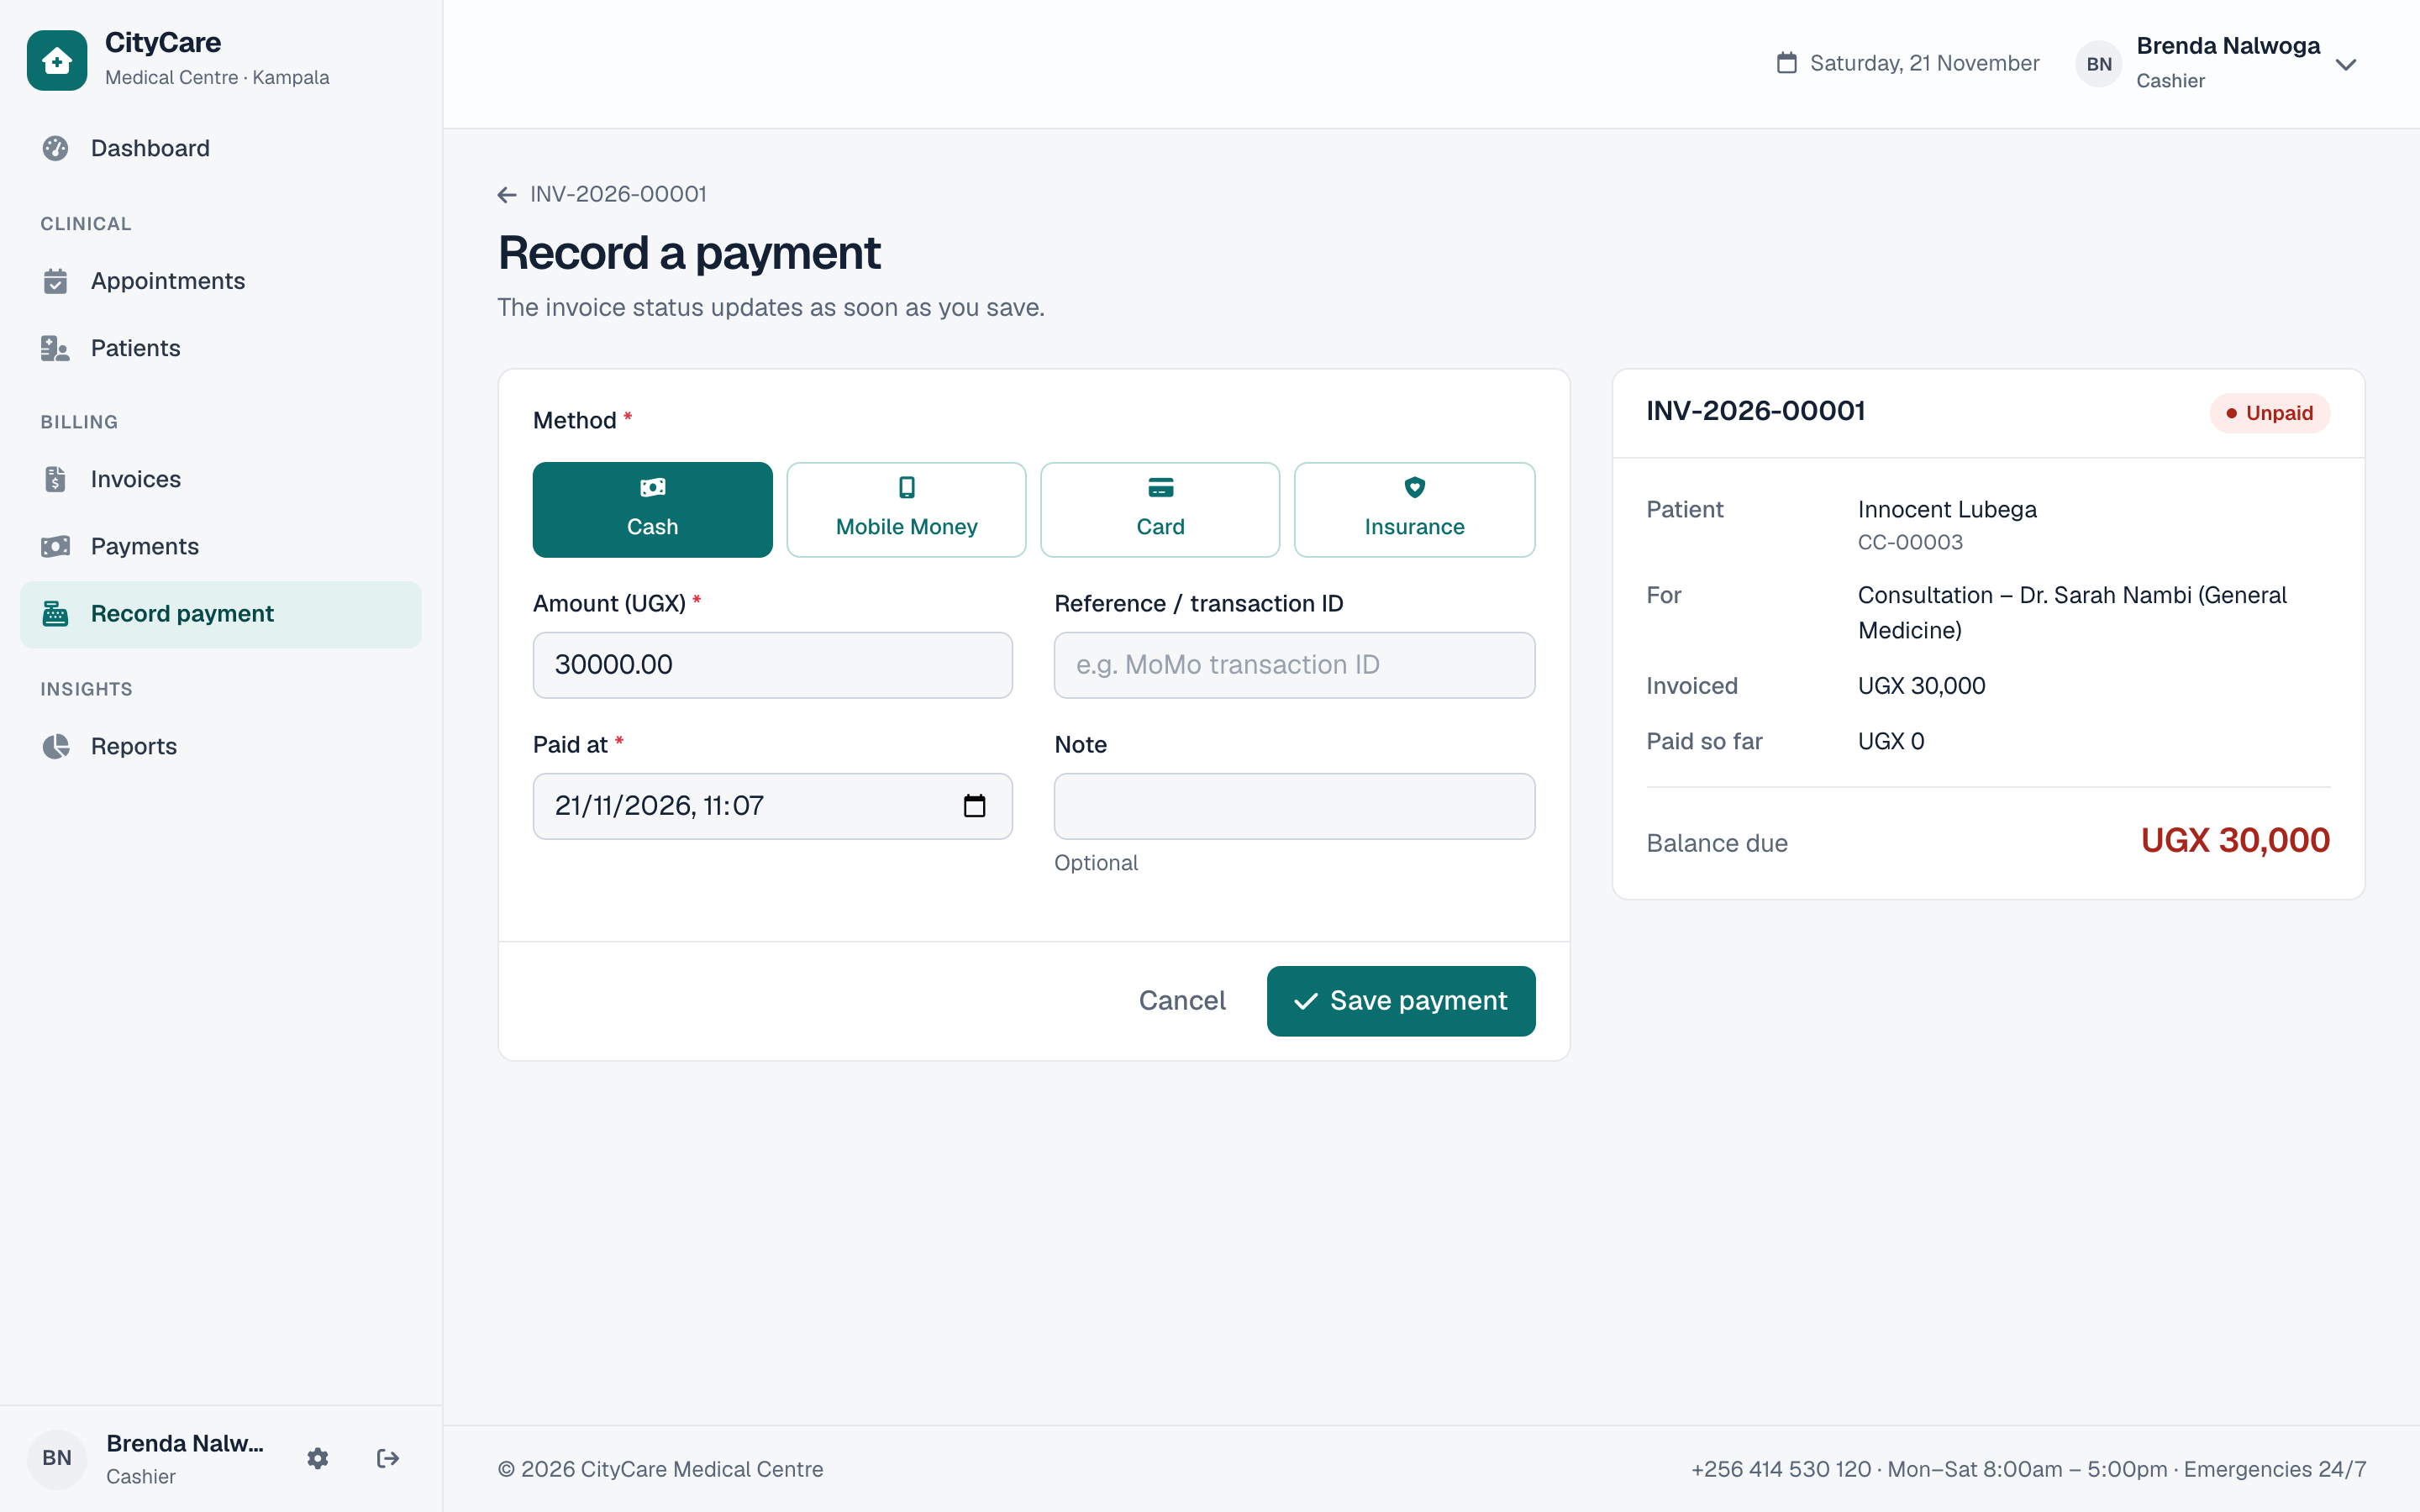 CityCare
Medical Centre · Kampala
Dashboard
CLINICAL
Appointments
Patients
BILLING
Invoices
Payments
Record payment
INSIGHTS
Reports
BN
Brenda Nalw...
Cashier
Saturday, 21 November
BN
Brenda Nalwoga
Cashier
INV-2026-00001
Record a payment
The invoice status updates as soon as you save.
Method *
Cash
Mobile Money
Card
Insurance
Amount (UGX) *
30000.00
Reference / transaction ID
e.g. MoMo transaction ID
Paid at *
21/11/2026, 11:07
Note
Optional
Cancel
Save payment
INV-2026-00001
Unpaid
Patient
Innocent Lubega
CC-00003
For
Consultation – Dr. Sarah Nambi (General
Medicine)
Invoiced
UGX 30,000
Paid so far
UGX 0
Balance due
UGX 30,000
© 2026 CityCare Medical Centre
+256 414 530 120 · Mon–Sat 8:00am – 5:00pm · Emergencies 24/7